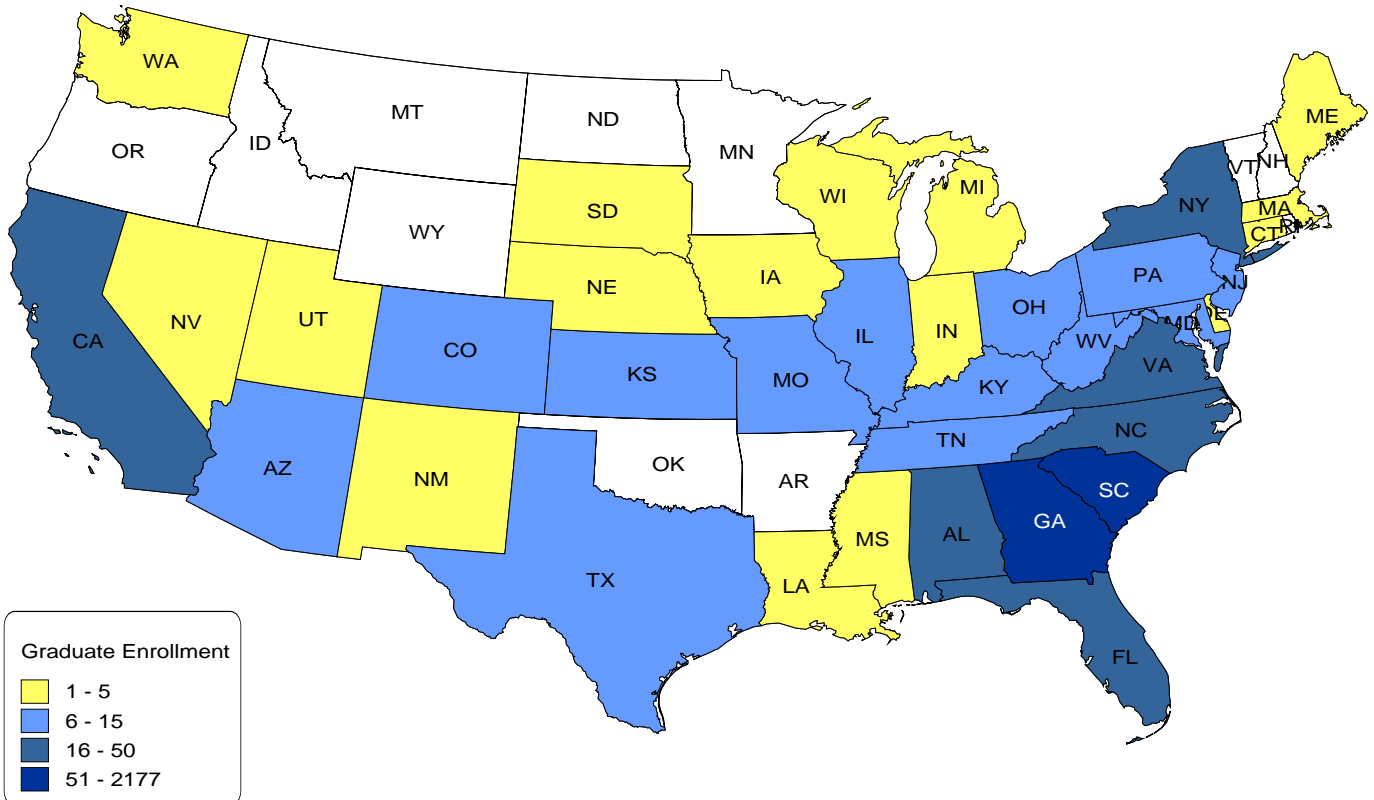 WA
MT
ND
MN
OR
ID
WY
SD
WI
MI
ME
VT
NH
NY
MA
CT
RI
NE
IA
PA
NJ
NV
UT
CO
KS
MO
IL
IN
OH
WV
MD
DE
CA
VA
KY
NC
TN
AZ
NM
OK
AR
SC
GA
AL
MS
TX
LA
FL
Graduate Enrollment
1 - 5
6 - 15
16 - 50
51 - 2177